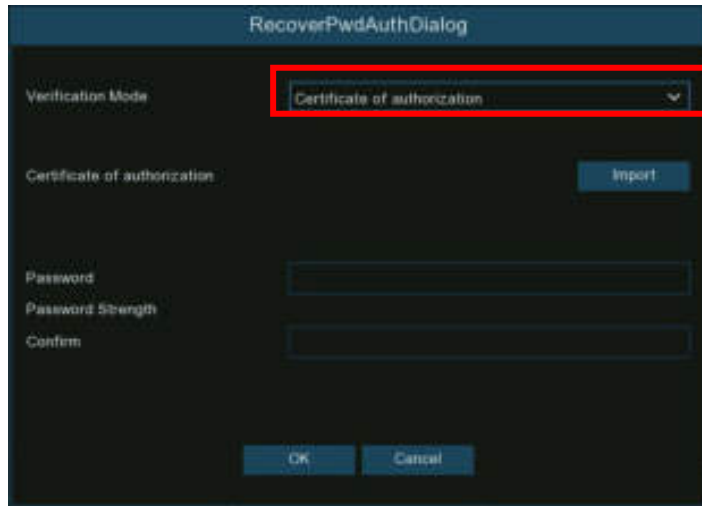 RecoverPwdAuthDialog
Verification Mode
Certificate of authorization
Certificate of authorization
Import
Password
Password Strength
Confirm
OK
Cancel